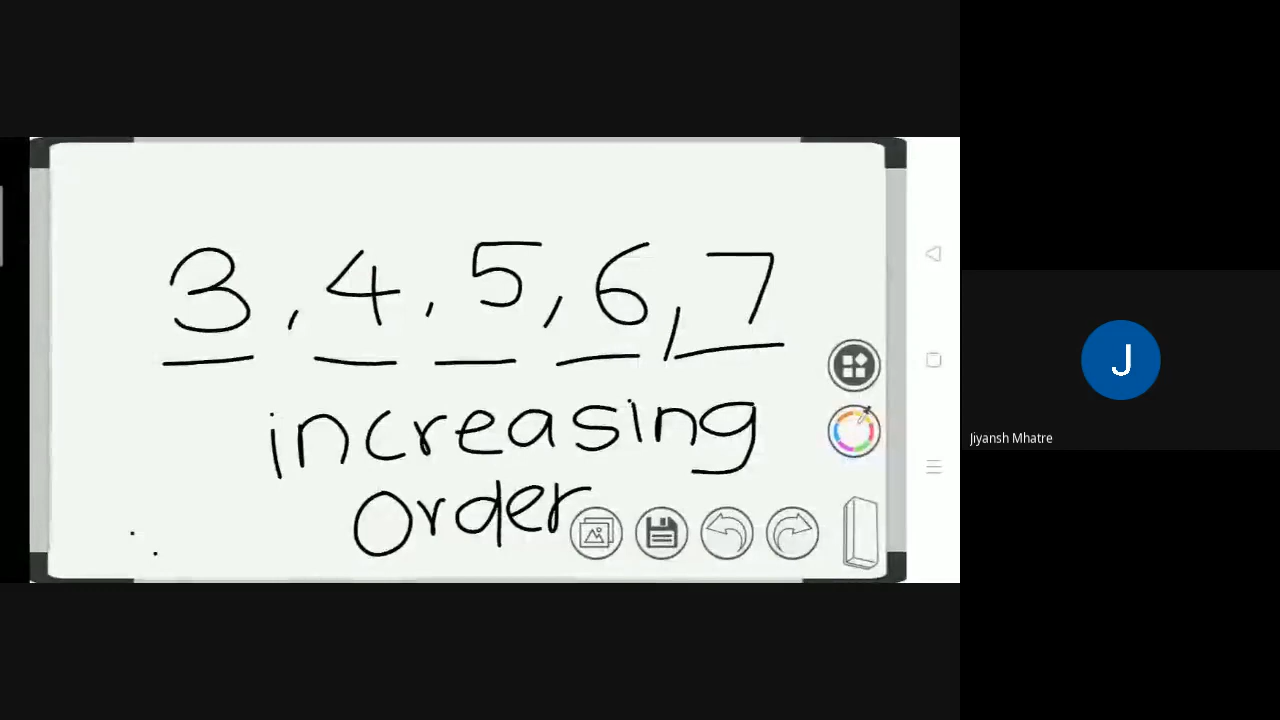 3, 4, 5, 6, 7
increasing
order
J
Jiyansh Mhatre